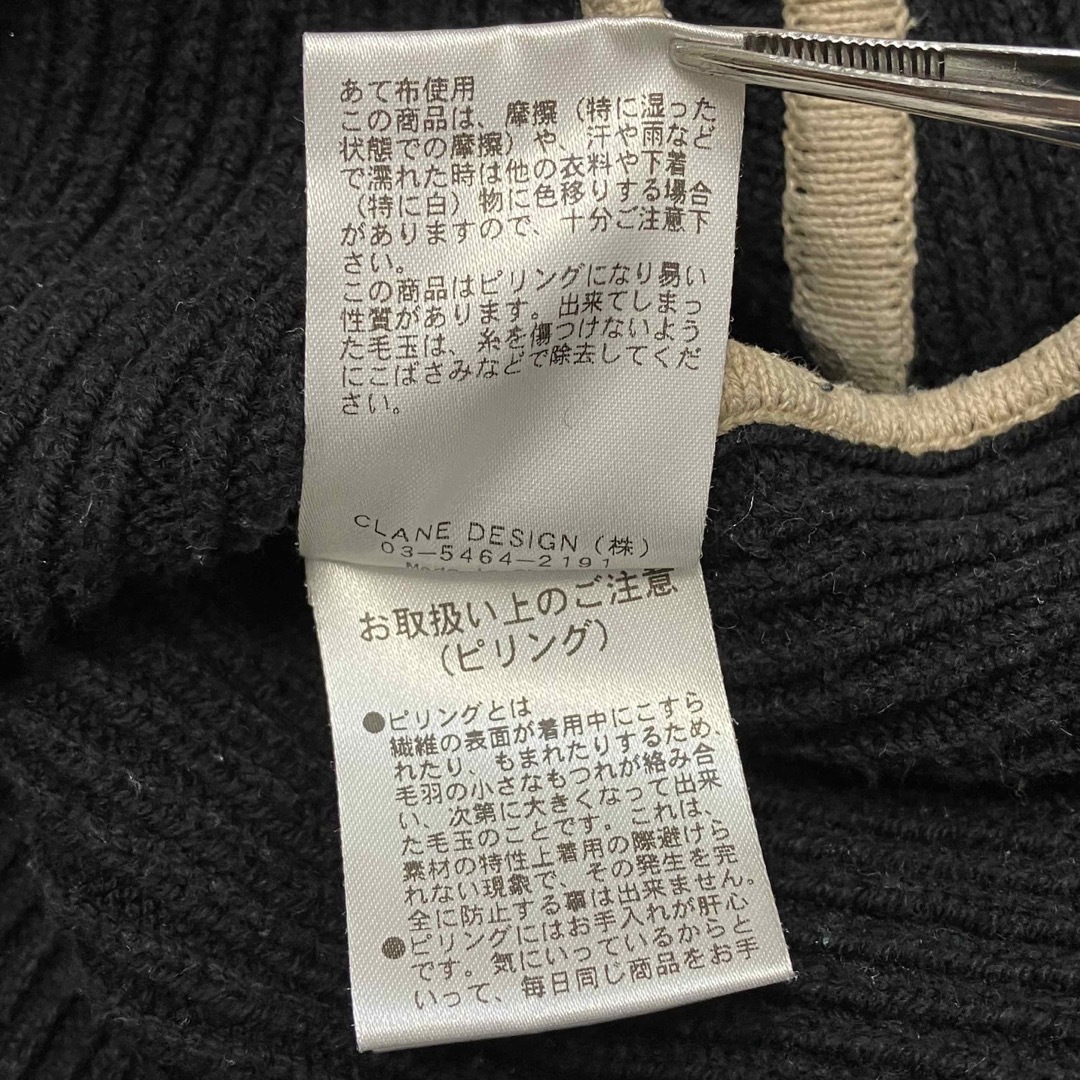 あて布使用
この商品は、摩擦（特に湿った
状態での摩擦）や、汗や雨など
で濡れた時は他の衣料や下着
（特に白）物に色移りする場合
がありますので、十分ご注意下
さい。
この商品はピリングになり易い
性質があります。出来てしまっ
た毛玉は、糸を傷つけないよう
にこばさみなどで除去してくだ
さい。
CLANE DESIGN（株）
03-5464-2191
お取扱い上のご注意
(ピリング)
●ピリングとは
繊維の表面が着用中にこすら
れたり、もまれたりするため、
毛羽の小さなもつれが絡み合
い、次第に大きくなって出来
た毛玉のことです。これは、
素材の特性上着用の際避けら
れない現象で、その発生を完
全に防止する事は出来ません。
●ピリングにはお手入れが肝心
です。気にいっているからと
いって、毎日同じ商品をお手